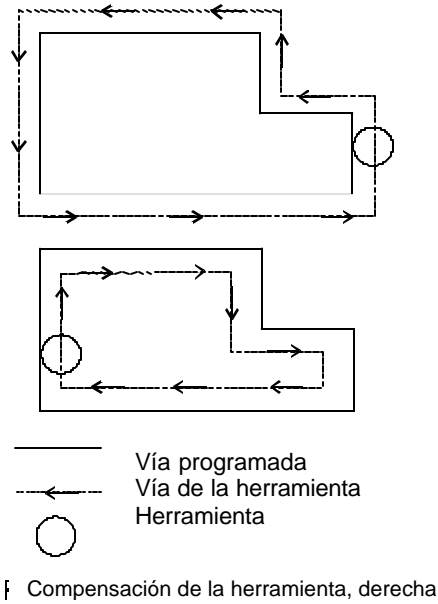 Vía programada
Vía de la herramienta
Herramienta
Compensación de la herramienta, derecha